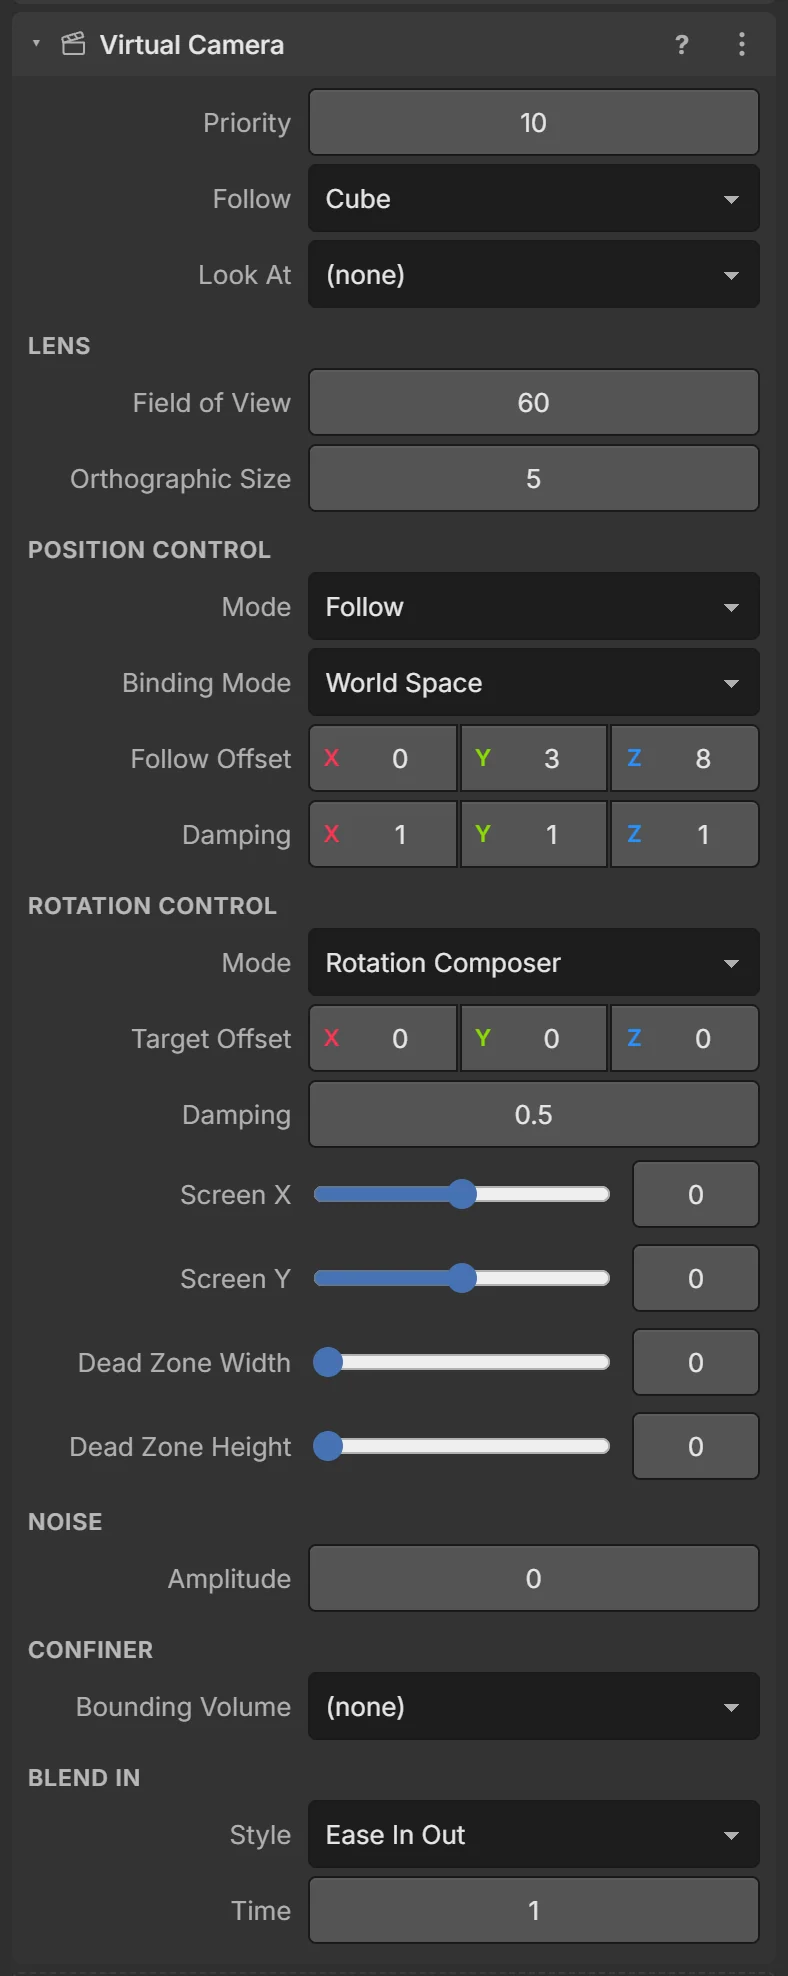 Virtual Camera ?
Priority 10
Follow Cube
Look At (none)
LENS
Field of View 60
Orthographic Size 5
POSITION CONTROL
Mode Follow
Binding Mode World Space
Follow Offset X 0 Y 3 Z 8
Damping X 1 Y 1 Z 1
ROTATION CONTROL
Mode Rotation Composer
Target Offset X 0 Y 0 Z 0
Damping 0.5
Screen X 0
Screen Y 0
Dead Zone Width 0
Dead Zone Height 0
NOISE
Amplitude 0
CONFINER
Bounding Volume (none)
BLEND IN
Style Ease In Out
Time 1